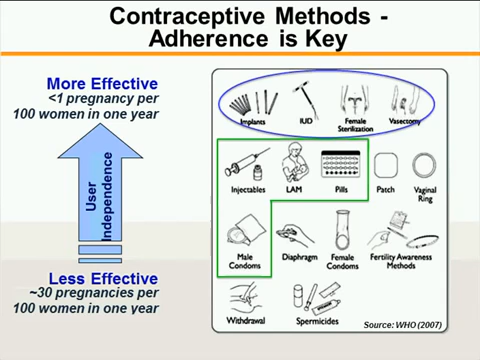 Contraceptive Methods -
Adherence is Key
More Effective
<1 pregnancy per
100 women in one year
User
Independence
Less Effective
~30 pregnancies per
100 women in one year
Implants
IUD
Female
Sterilization
Vasectomy
Injectables
LAM
Pills
Patch
Vaginal
Ring
Male
Condoms
Diaphragm
Female
Condoms
Fertility Awareness
Methods
Withdrawal
Spermicides
Source: WHO (2007)